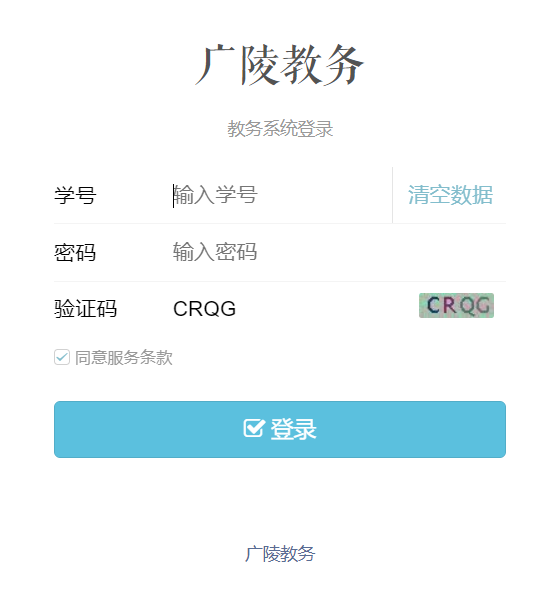 广陵教务
教务系统登录
学号 输入学号 清空数据
密码 输入密码
验证码 CRQG CRQG
同意服务条款
登录
广陵教务